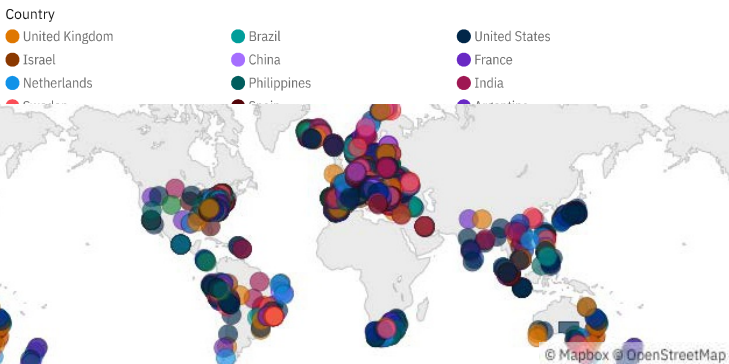 Country
United Kingdom
Brazil
United States
Israel
China
France
Netherlands
Philippines
India
© Mapbox © OpenStreetMap